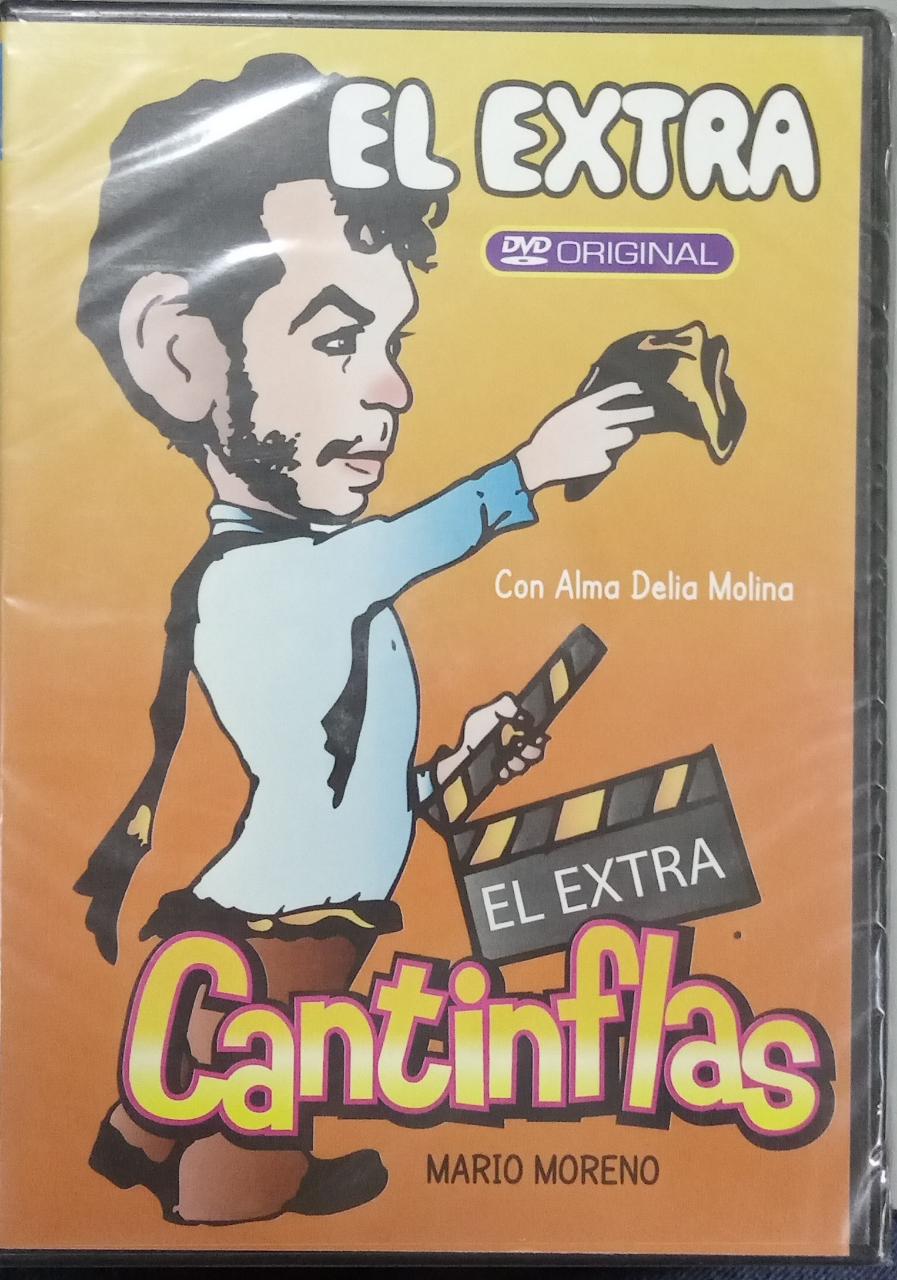 EL EXTRA
DVD ORIGINAL
Con Alma Delia Molina
EL EXTRA
Cantinflas
MARIO MORENO